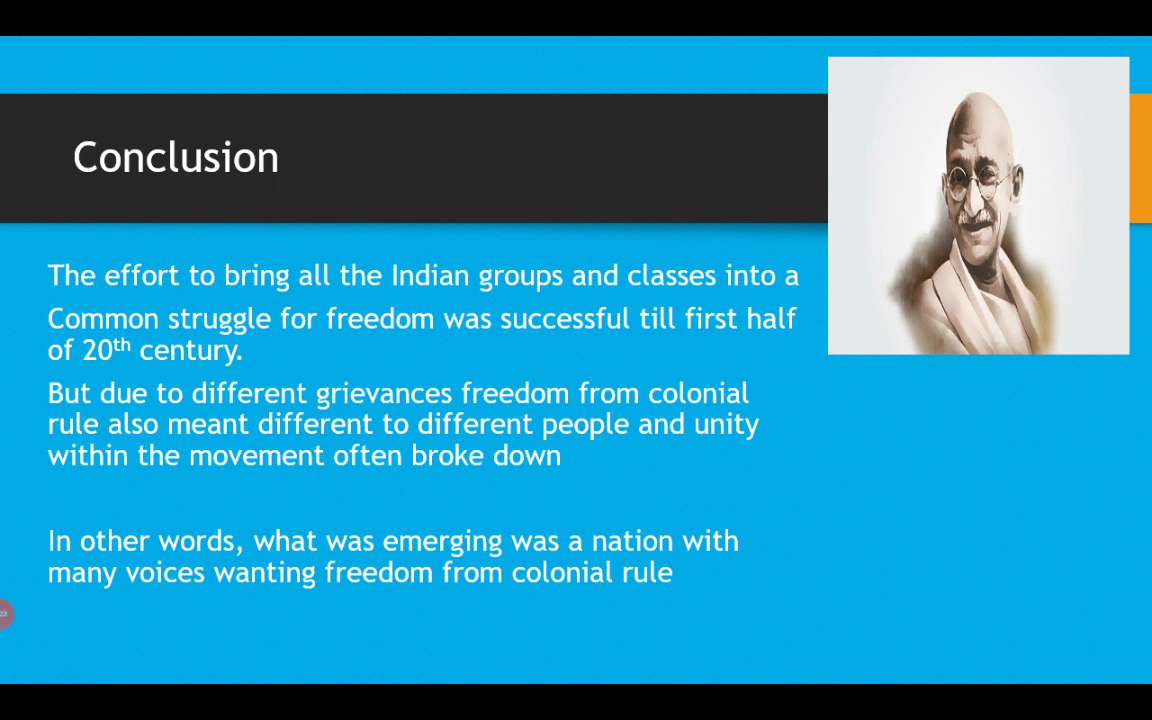 Conclusion
The effort to bring all the Indian groups and classes into a
Common struggle for freedom was successful till first half
of 20th century.
But due to different grievances freedom from colonial
rule also meant different to different people and unity
within the movement often broke down
In other words, what was emerging was a nation with
many voices wanting freedom from colonial rule